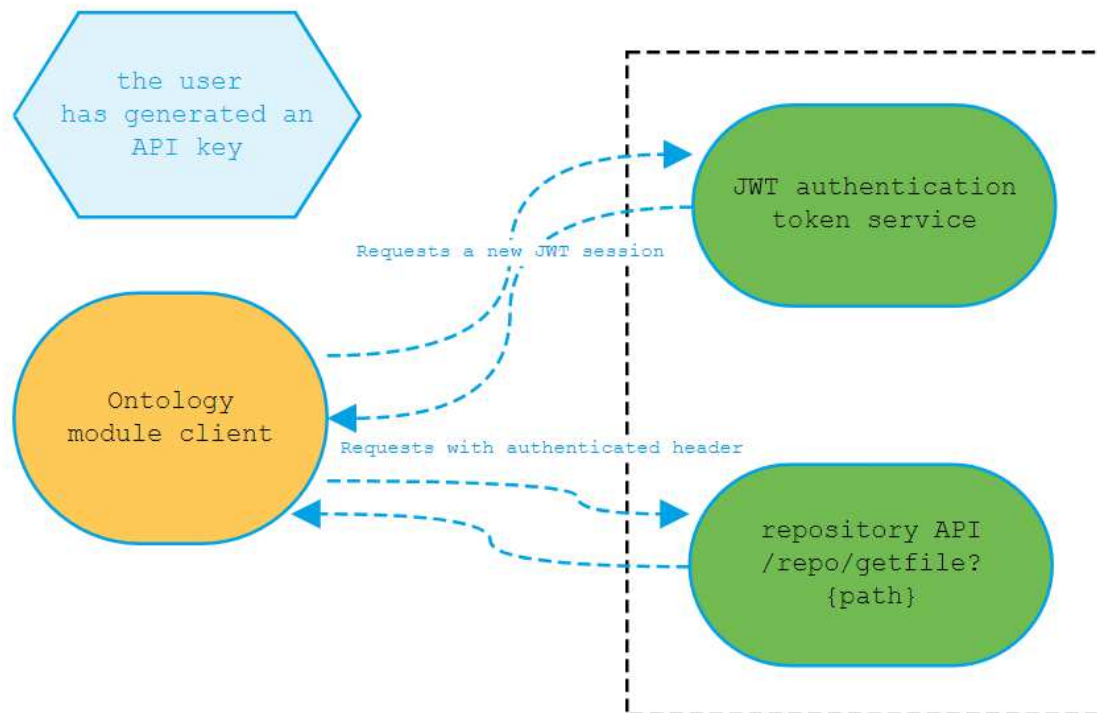 the user
has generated an
API key
JWT authentication
token service
Requests a new JWT session
Ontology
module client
Requests with authenticated header
repository API
/repo/getfile?
{path}